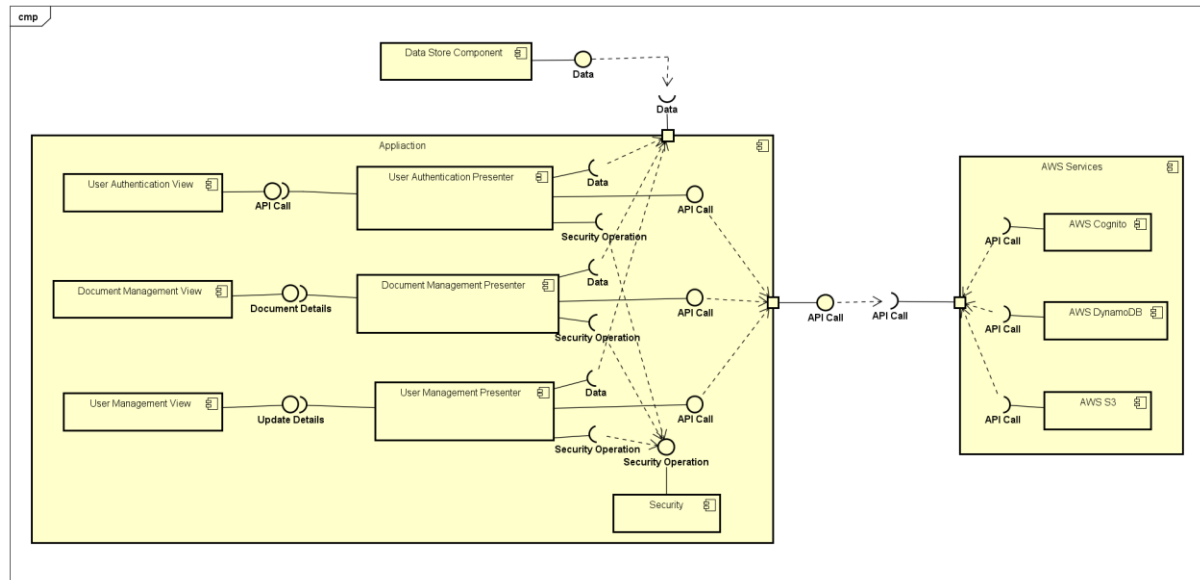 cmp
Data Store Component
Data
Data
Appliaction
AWS Services
User Authentication View
API Call
User Authentication Presenter
Data
API Call
Security Operation
AWS Cognito
API Call
Document Management View
Document Details
Document Management Presenter
Data
API Call
Security Operation
API Call
API Call
AWS DynamoDB
API Call
User Management View
Update Details
User Management Presenter
Data
API Call
Security Operation
AWS S3
API Call
Security Operation
Security